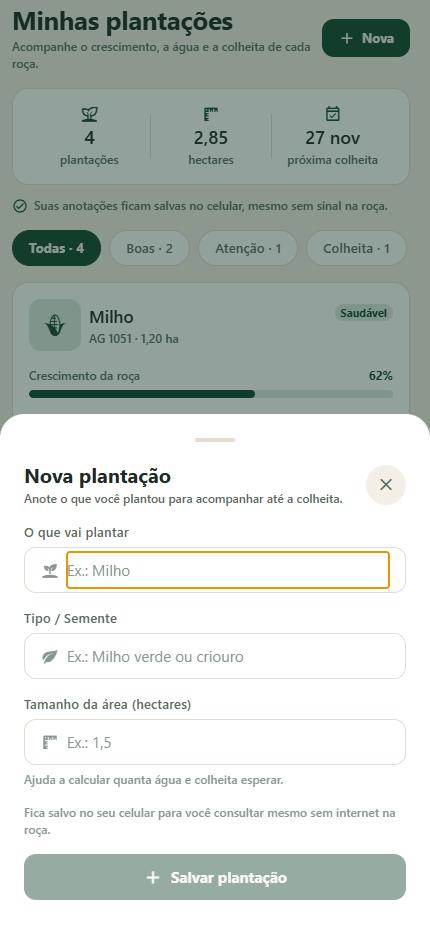 Minhas plantações
Acompanhe o crescimento, a água e a colheita de cada
roça.
Nova
4
plantações
2,85
hectares
27 nov
próxima colheita
Suas anotações ficam salvas no celular, mesmo sem sinal na roça.
Todas · 4
Boas · 2
Atenção · 1
Colheita · 1
Milho
AG 1051 · 1,20 ha
Saudável
Crescimento da roça
62%
Nova plantação
Anote o que você plantou para acompanhar até a colheita.
O que vai plantar
Ex.: Milho
Tipo / Semente
Ex.: Milho verde ou criouro
Tamanho da área (hectares)
Ex.: 1,5
Ajuda a calcular quanta água e colheita esperar.
Fica salvo no seu celular para você consultar mesmo sem internet na
roça.
Salvar plantação